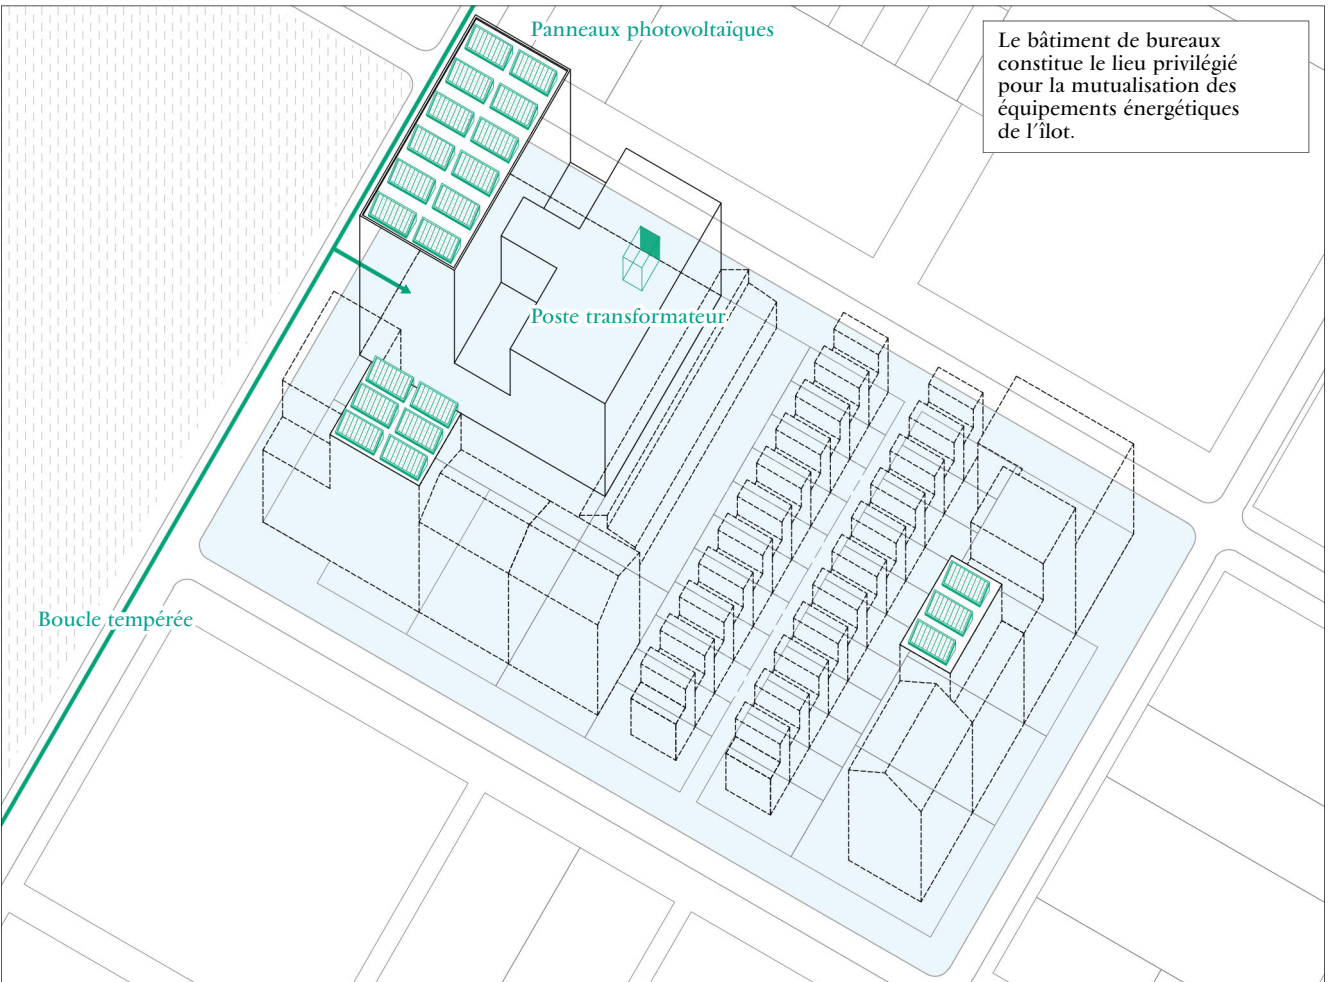 Panneaux photovoltaïques
Le bâtiment de bureaux
constitue le lieu privilégié
pour la mutualisation des
équipements énergétiques
de l'îlot.
Poste transformateur
Boucle tempérée